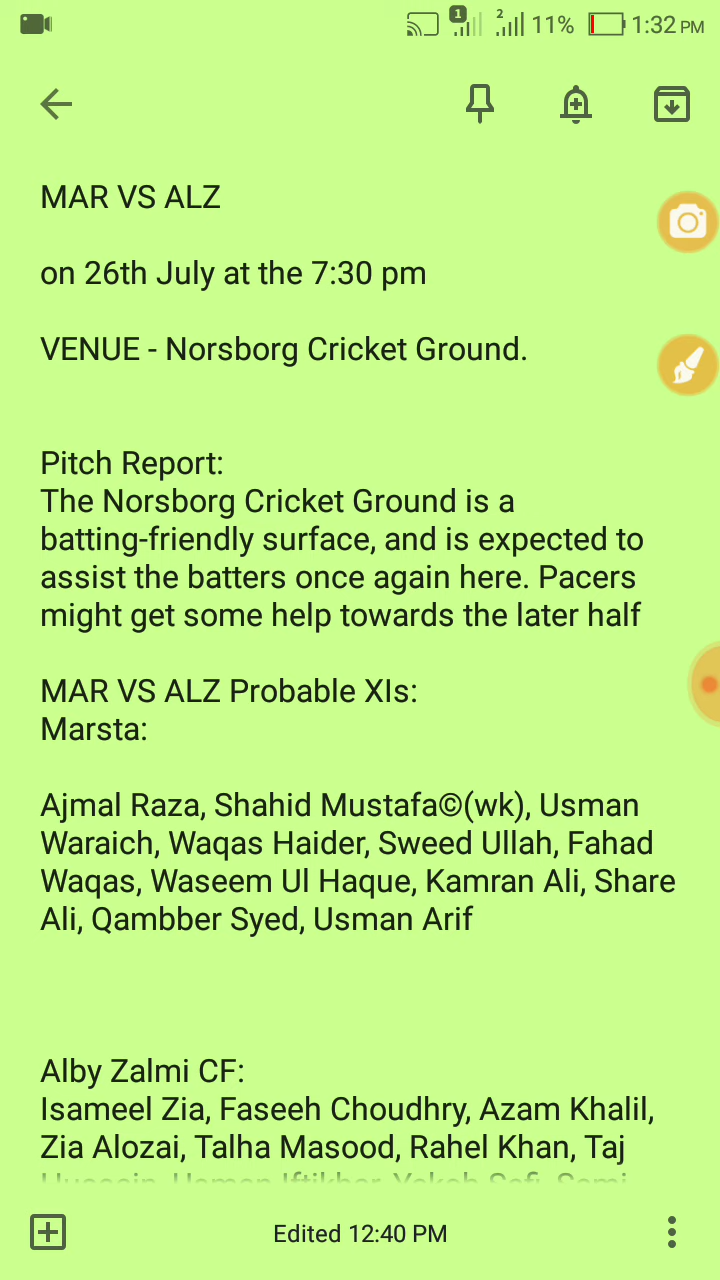 1 2 11% 1:32 PM
MAR VS ALZ
on 26th July at the 7:30 pm
VENUE - Norsborg Cricket Ground.
Pitch Report:
The Norsborg Cricket Ground is a
batting-friendly surface, and is expected to
assist the batters once again here. Pacers
might get some help towards the later half
MAR VS ALZ Probable XIs:
Marsta:
Ajmal Raza, Shahid Mustafa©(wk), Usman
Waraich, Waqas Haider, Sweed Ullah, Fahad
Waqas, Waseem Ul Haque, Kamran Ali, Share
Ali, Qambber Syed, Usman Arif
Alby Zalmi CF:
Isameel Zia, Faseeh Choudhry, Azam Khalil,
Zia Alozai, Talha Masood, Rahel Khan, Taj
Edited 12:40 PM